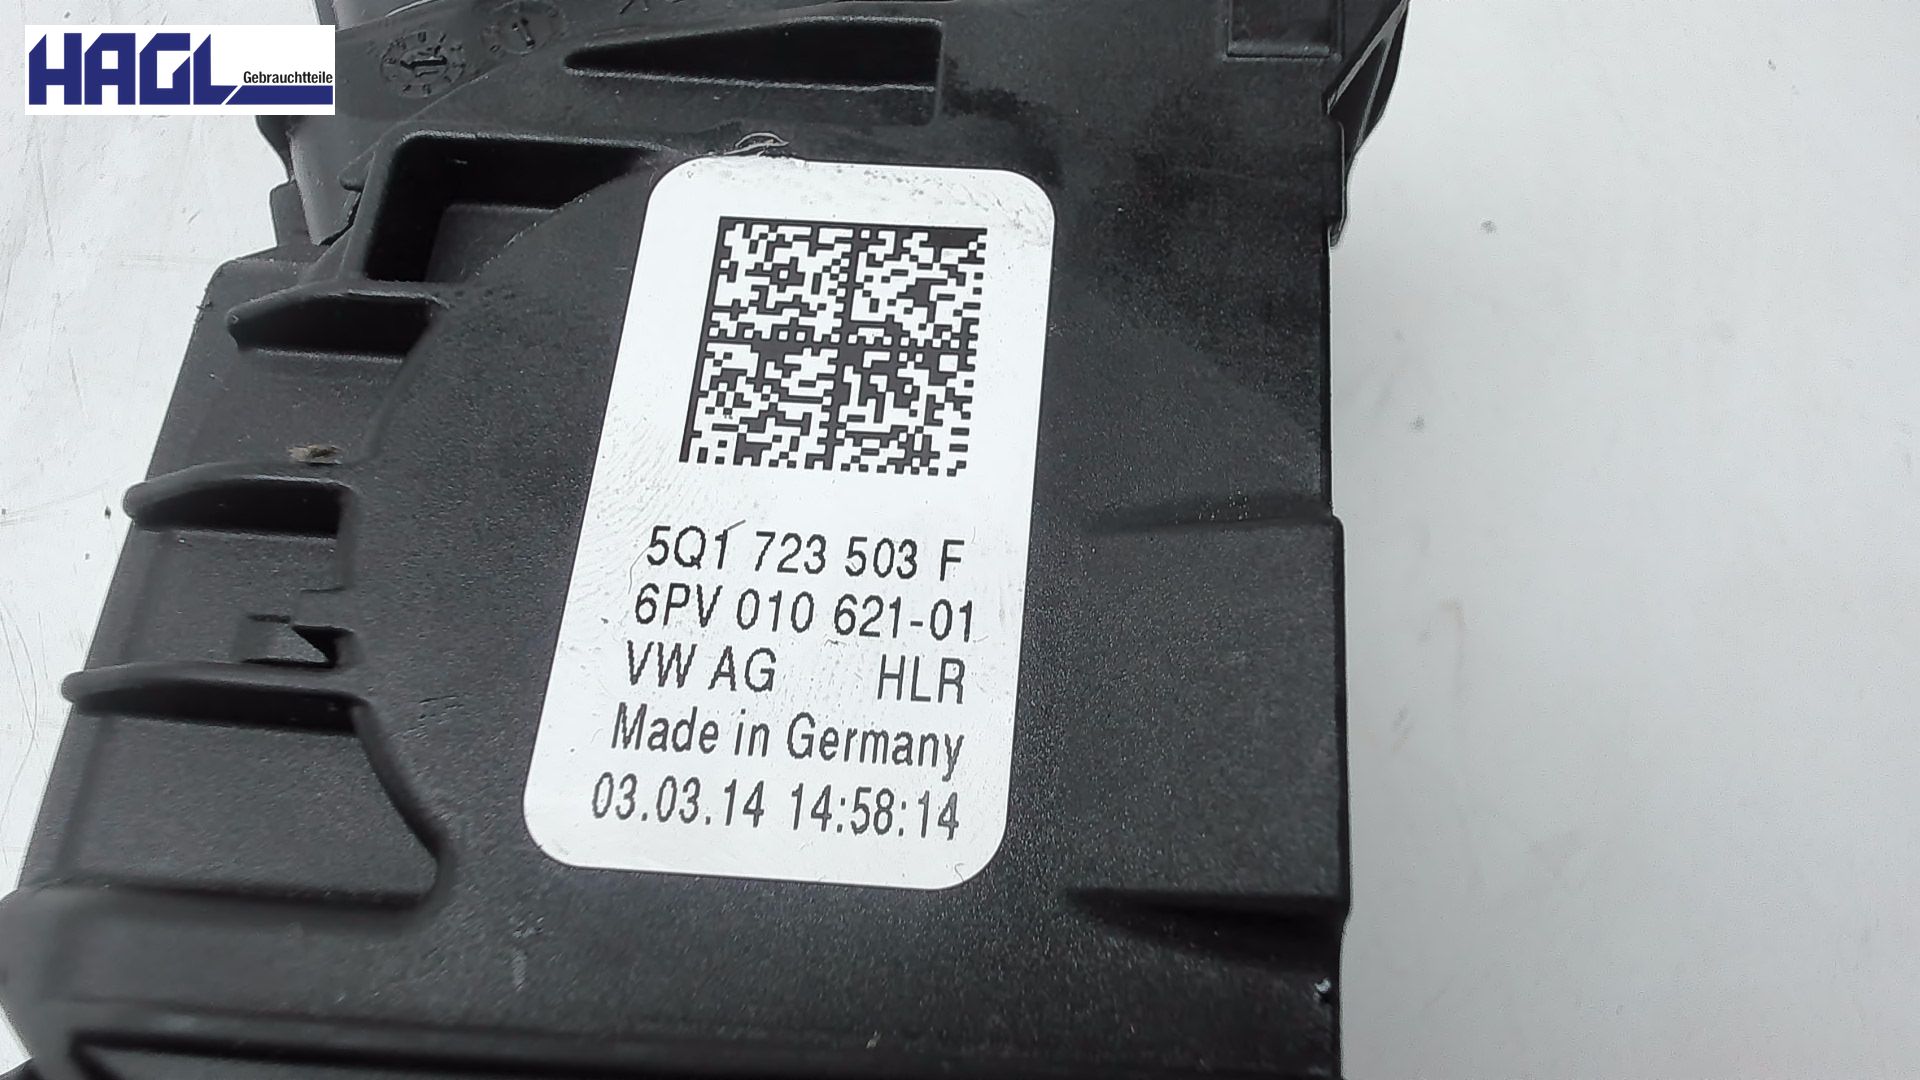 HAGL
Gebrauchtteile
5Q1 723 503 F
6PV 010 621-01
VW AG HLR
Made in Germany
03.03.14 14:58:14